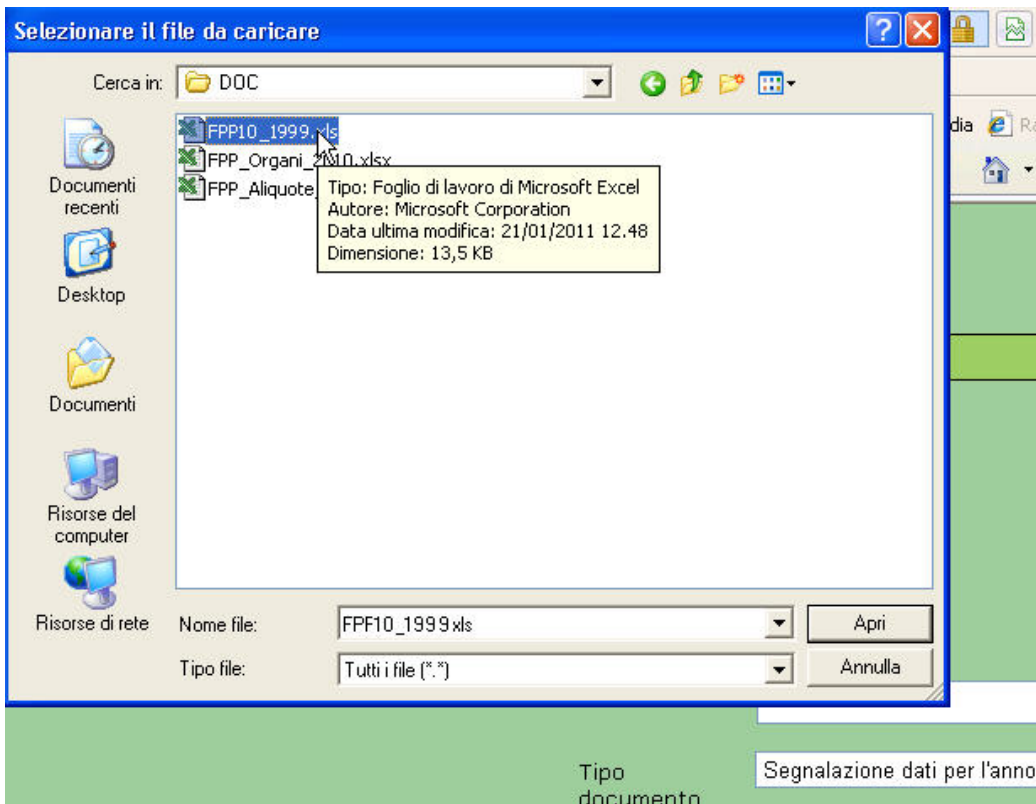 Selezionare il file da caricare
Cerca in: DOC
FPP10_1999.xls
FPP_Organi_2010.xlsx
FPP_Aliquote_
Tipo: Foglio di lavoro di Microsoft Excel
Autore: Microsoft Corporation
Data ultima modifica: 21/01/2011 12.48
Dimensione: 13,5 KB
Documenti
recenti
Desktop
Documenti
Risorse del
computer
Risorse di rete
Nome file: FPF10_1999xls Apri
Tipo file: Tutti i file (*.*) Annulla
dia Ra
Tipo
documento
Segnalazione dati per l'anno